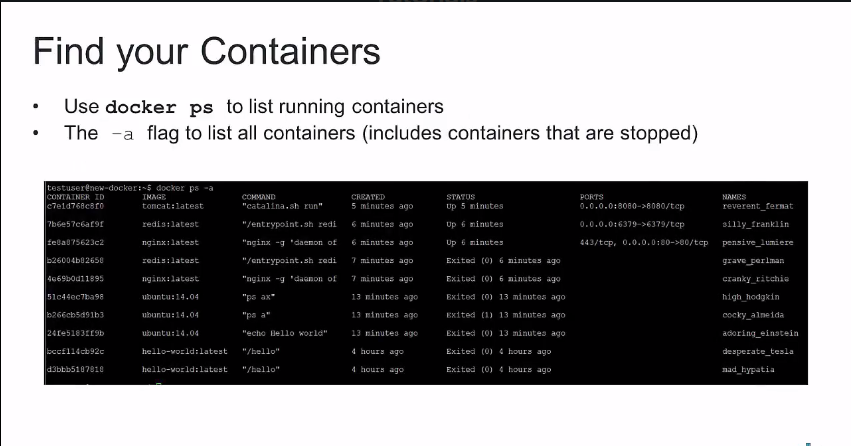 Find your Containers
• Use docker ps to list running containers
• The -a flag to list all containers (includes containers that are stopped)
testuser@new-docker:~$ docker ps -a
CONTAINER ID IMAGE COMMAND CREATED STATUS PORTS NAMES
c7e1d768c8f0 tomcat:latest "catalina.sh run" 5 minutes ago Up 5 minutes 0.0.0.0:8080->8080/tcp reverent_fermat
7b6e57c6af9f redis:latest "/entrypoint.sh redi 6 minutes ago Up 6 minutes 0.0.0.0:6379->6379/tcp silly_franklin
fe8a875623c2 nginx:latest "nginx -g 'daemon of 6 minutes ago Up 6 minutes 443/tcp, 0.0.0.0:80->80/tcp pensive_lumiere
b26004b82658 redis:latest "/entrypoint.sh redi 7 minutes ago Exited (0) 6 minutes ago grave_perlman
4e69b0d11895 nginx:latest "nginx -g 'daemon of 7 minutes ago Exited (0) 6 minutes ago cranky_ritchie
51c44ec7ba98 ubuntu:14.04 "ps ax" 13 minutes ago Exited (0) 13 minutes ago high_hodgkin
b266cb5d91b3 ubuntu:14.04 "ps a" 13 minutes ago Exited (1) 13 minutes ago cocky_almeida
24fe5183ff9b ubuntu:14.04 "echo Hello world" 13 minutes ago Exited (0) 13 minutes ago adoring_einstein
bccf114cb92c hello-world:latest "/hello" 4 hours ago Exited (0) 4 hours ago desperate_tesla
d3bbb5187818 hello-world:latest "/hello" 4 hours ago Exited (0) 4 hours ago mad_hypatia